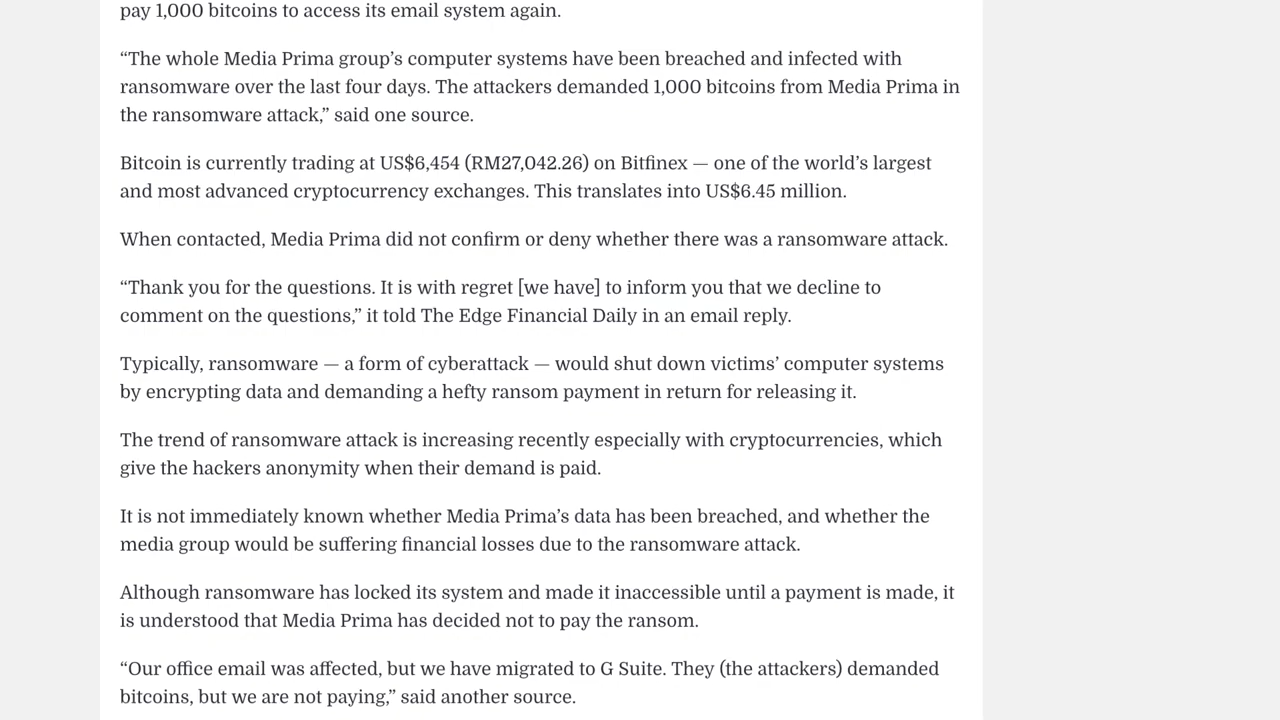 pay 1,000 bitcoins to access its email system again.
“The whole Media Prima group’s computer systems have been breached and infected with
ransomware over the last four days. The attackers demanded 1,000 bitcoins from Media Prima in
the ransomware attack,” said one source.
Bitcoin is currently trading at US$6,454 (RM27,042.26) on Bitfinex — one of the world’s largest
and most advanced cryptocurrency exchanges. This translates into US$6.45 million.
When contacted, Media Prima did not confirm or deny whether there was a ransomware attack.
“Thank you for the questions. It is with regret [we have] to inform you that we decline to
comment on the questions,” it told The Edge Financial Daily in an email reply.
Typically, ransomware — a form of cyberattack — would shut down victims’ computer systems
by encrypting data and demanding a hefty ransom payment in return for releasing it.
The trend of ransomware attack is increasing recently especially with cryptocurrencies, which
give the hackers anonymity when their demand is paid.
It is not immediately known whether Media Prima’s data has been breached, and whether the
media group would be suffering financial losses due to the ransomware attack.
Although ransomware has locked its system and made it inaccessible until a payment is made, it
is understood that Media Prima has decided not to pay the ransom.
“Our office email was affected, but we have migrated to G Suite. They (the attackers) demanded
bitcoins, but we are not paying,” said another source.